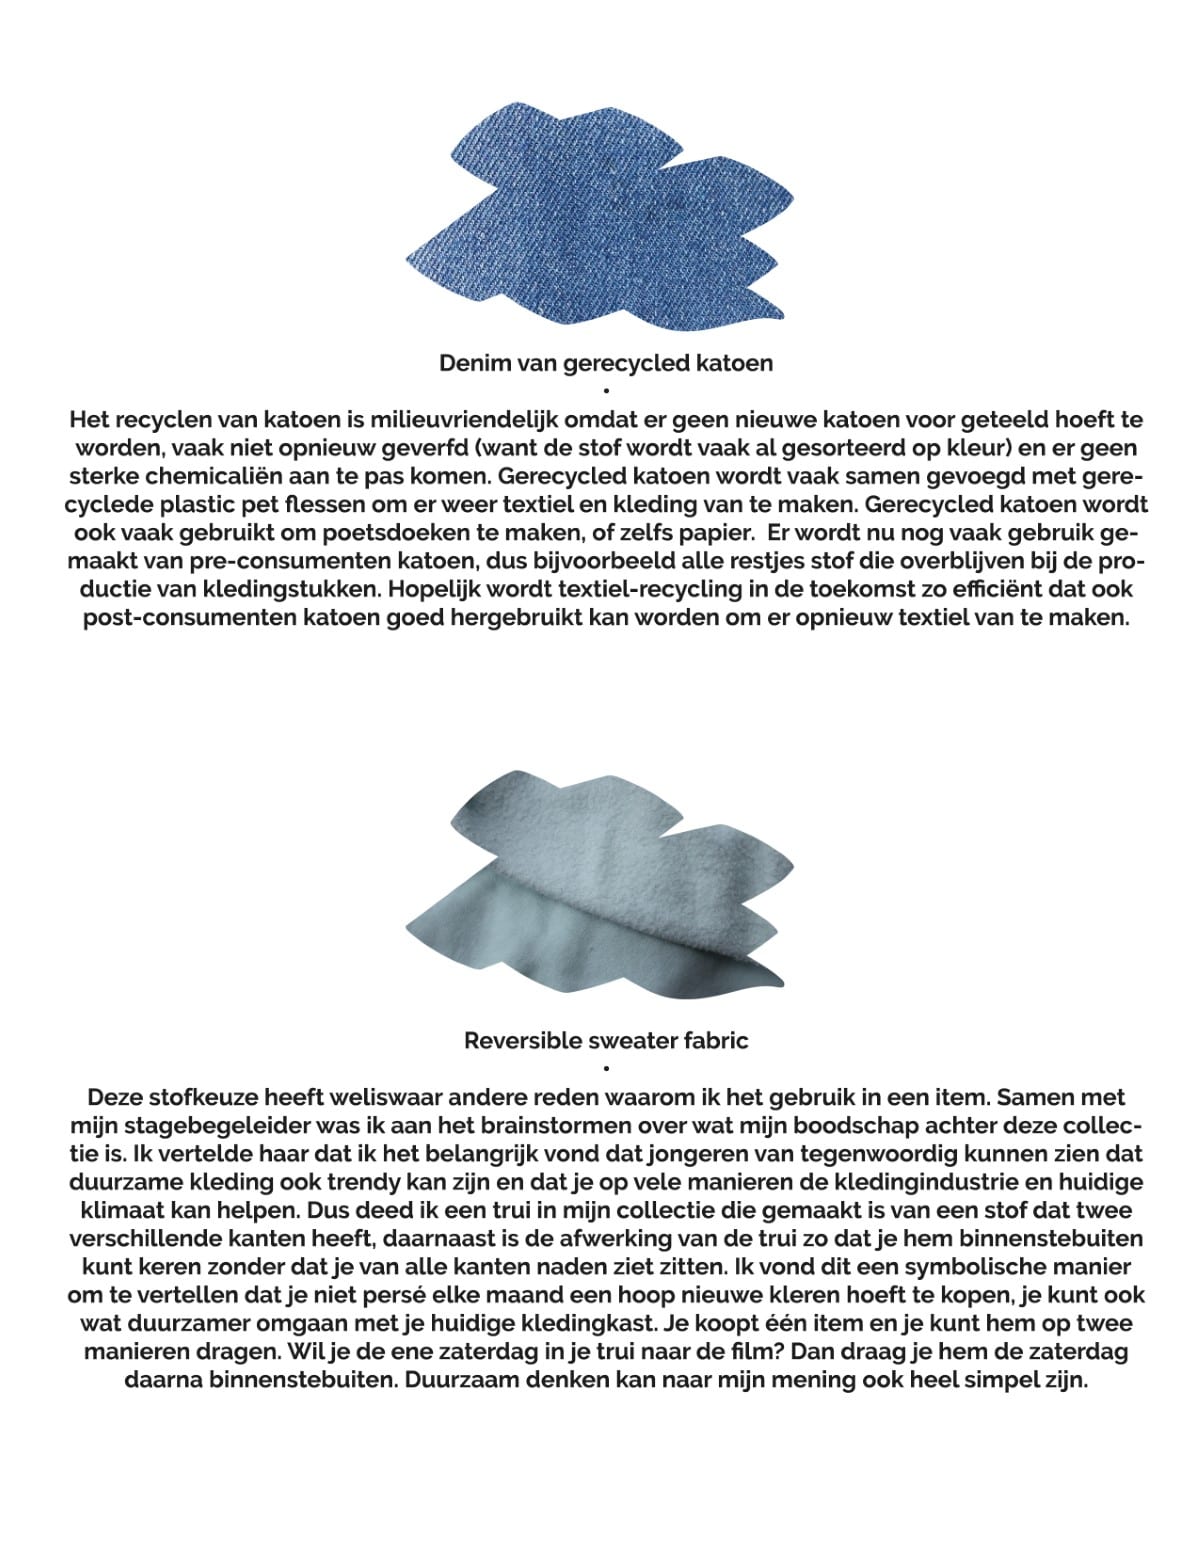 Denim van gerecycled katoen
•
Het recyclen van katoen is milieuvriendelijk omdat er geen nieuwe katoen voor geteeld hoeft te
worden, vaak niet opnieuw geverfd (want de stof wordt vaak al gesorteerd op kleur) en er geen
sterke chemicaliën aan te pas komen. Gerecycled katoen wordt vaak samen gevoegd met gere-
cyclede plastic pet flessen om er weer textiel en kleding van te maken. Gerecycled katoen wordt
ook vaak gebruikt om poetsdoeken te maken, of zelfs papier.  Er wordt nu nog vaak gebruik ge-
maakt van pre-consumenten katoen, dus bijvoorbeeld alle restjes stof die overblijven bij de pro-
ductie van kledingstukken. Hopelijk wordt textiel-recycling in de toekomst zo efficiënt dat ook
post-consumenten katoen goed hergebruikt kan worden om er opnieuw textiel van te maken.
Reversible sweater fabric
•
Deze stofkeuze heeft weliswaar andere reden waarom ik het gebruik in een item. Samen met
mijn stagebegeleider was ik aan het brainstormen over wat mijn boodschap achter deze collec-
tie is. Ik vertelde haar dat ik het belangrijk vond dat jongeren van tegenwoordig kunnen zien dat
duurzame kleding ook trendy kan zijn en dat je op vele manieren de kledingindustrie en huidige
klimaat kan helpen. Dus deed ik een trui in mijn collectie die gemaakt is van een stof dat twee
verschillende kanten heeft, daarnaast is de afwerking van de trui zo dat je hem binnenstebuiten
kunt keren zonder dat je van alle kanten naden ziet zitten. Ik vond dit een symbolische manier
om te vertellen dat je niet persé elke maand een hoop nieuwe kleren hoeft te kopen, je kunt ook
wat duurzamer omgaan met je huidige kledingkast. Je koopt één item en je kunt hem op twee
manieren dragen. Wil je de ene zaterdag in je trui naar de film? Dan draag je hem de zaterdag
daarna binnenstebuiten. Duurzaam denken kan naar mijn mening ook heel simpel zijn.